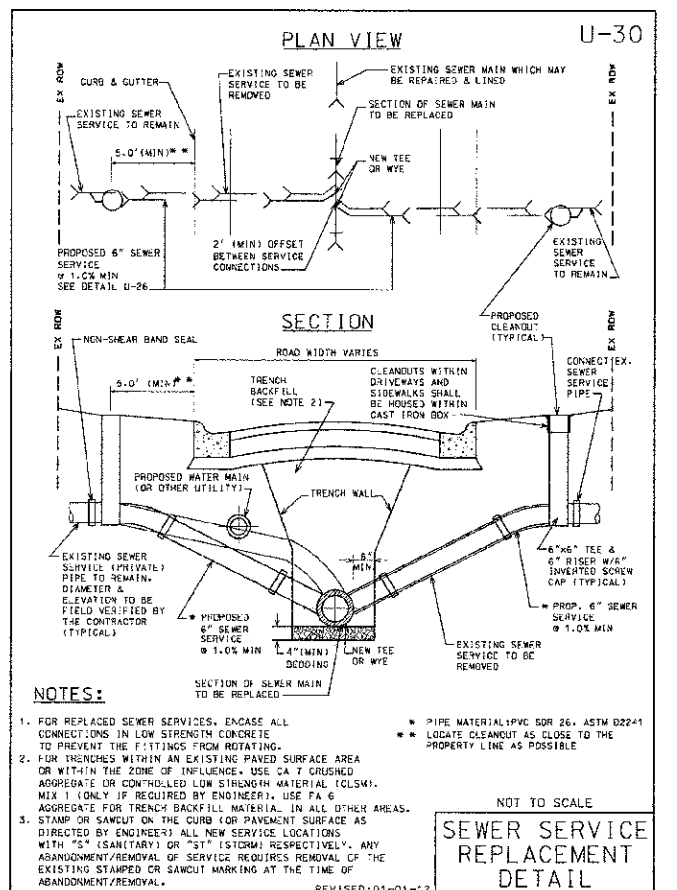 U-30
PLAN VIEW
EX ROW
CURB & GUTTER
EXISTING SEWER
SERVICE TO BE
REMOVED
EXISTING SEWER MAIN WHICH MAY
BE REPAIRED & LINED
EX ROW
EXISTING SEWER
SERVICE TO REMAIN
SECTION OF SEWER MAIN
TO BE REPLACED
5.0' (MIN)* *
NEW TEE
OR WYE
PROPOSED 6" SEWER
SERVICE
@ 1.0% MIN
SEE DETAIL U-26
2' (MIN) OFFSET
BETWEEN SERVICE
CONNECTIONS
EXISTING
SEWER
SERVICE
TO REMAIN
PROPOSED
CLEANOUT
(TYPICAL)
SECTION
EX ROW
NON-SHEAR BAND SEAL
ROAD WIDTH VARIES
EX ROW
CONNECT EX.
SEWER
SERVICE
PIPE
5.0' (MIN)* *
TRENCH
BACKFILL
(SEE NOTE 2)
CLEANOUTS WITHIN
DRIVEWAYS AND
SIDEWALKS SHALL
BE HOUSED WITHIN
CAST IRON BOX
PROPOSED WATER MAIN
(OR OTHER UTILITY)
TRENCH WALL
6"
MIN.
EXISTING SEWER
SERVICE (PRIVATE)
PIPE TO REMAIN.
DIAMETER &
ELEVATION TO BE
FIELD VERIFIED BY
THE CONTRACTOR
(TYPICAL)
* PROPOSED
6" SEWER
SERVICE
@ 1.0% MIN
4"(MIN)
BEDDING
NEW TEE
OR WYE
SECTION OF SEWER MAIN
TO BE REPLACED
EXISTING SEWER
SERVICE TO BE
REMOVED
6"x6" TEE &
6" RISER W/6"
INVERTED SCREW
CAP (TYPICAL)
* PROP. 6" SEWER
SERVICE
@ 1.0% MIN
NOTES:
1. FOR REPLACED SEWER SERVICES, ENCASE ALL
CONNECTIONS IN LOW STRENGTH CONCRETE
TO PREVENT THE FITTINGS FROM ROTATING.
2. FOR TRENCHES WITHIN AN EXISTING PAVED SURFACE AREA
OR WITHIN THE ZONE OF INFLUENCE, USE CA 7 CRUSHED
AGGREGATE OR CONTROLLED LOW STRENGTH MATERIAL (CLSM),
MIX 1 (ONLY IF REQUIRED BY ENGINEER). USE FA 6
AGGREGATE FOR TRENCH BACKFILL MATERIAL IN ALL OTHER AREAS.
3. STAMP OR SAWCUT ON THE CURB (OR PAVEMENT SURFACE AS
DIRECTED BY ENGINEER) ALL NEW SERVICE LOCATIONS
WITH "S" (SANITARY) OR "ST" (STORM) RESPECTIVELY. ANY
ABANDONMENT/REMOVAL OF SERVICE REQUIRES REMOVAL OF THE
EXISTING STAMPED OR SAWCUT MARKING AT THE TIME OF
ABANDONMENT/REMOVAL.
* PIPE MATERIAL:PVC SDR 26, ASTM D2241
* * LOCATE CLEANOUT AS CLOSE TO THE
PROPERTY LINE AS POSSIBLE
NOT TO SCALE
SEWER SERVICE
REPLACEMENT
DETAIL